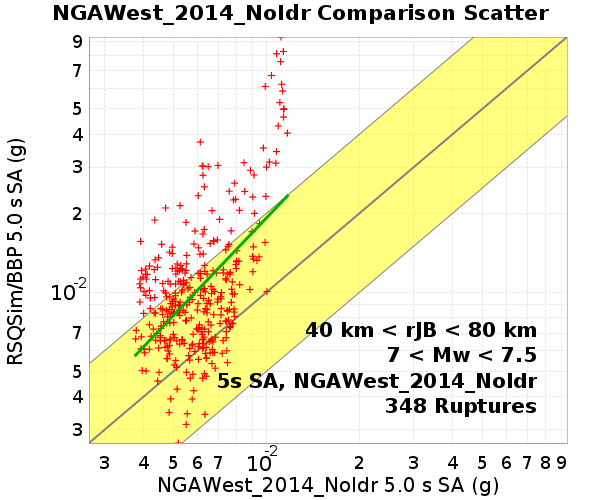 NGAWest_2014_NoIdr Comparison Scatter
RSQSim/BBP 5.0 s SA (g)
9
7
5
4
3
2
10-2
7
5
4
3
40 km < rJB < 80 km
7 < Mw < 7.5
5s SA, NGAWest_2014_NoIdr
348 Ruptures
3 4 5 6 7 10-2 2 3 4 5 6 7 8 9
NGAWest_2014_NoIdr 5.0 s SA (g)